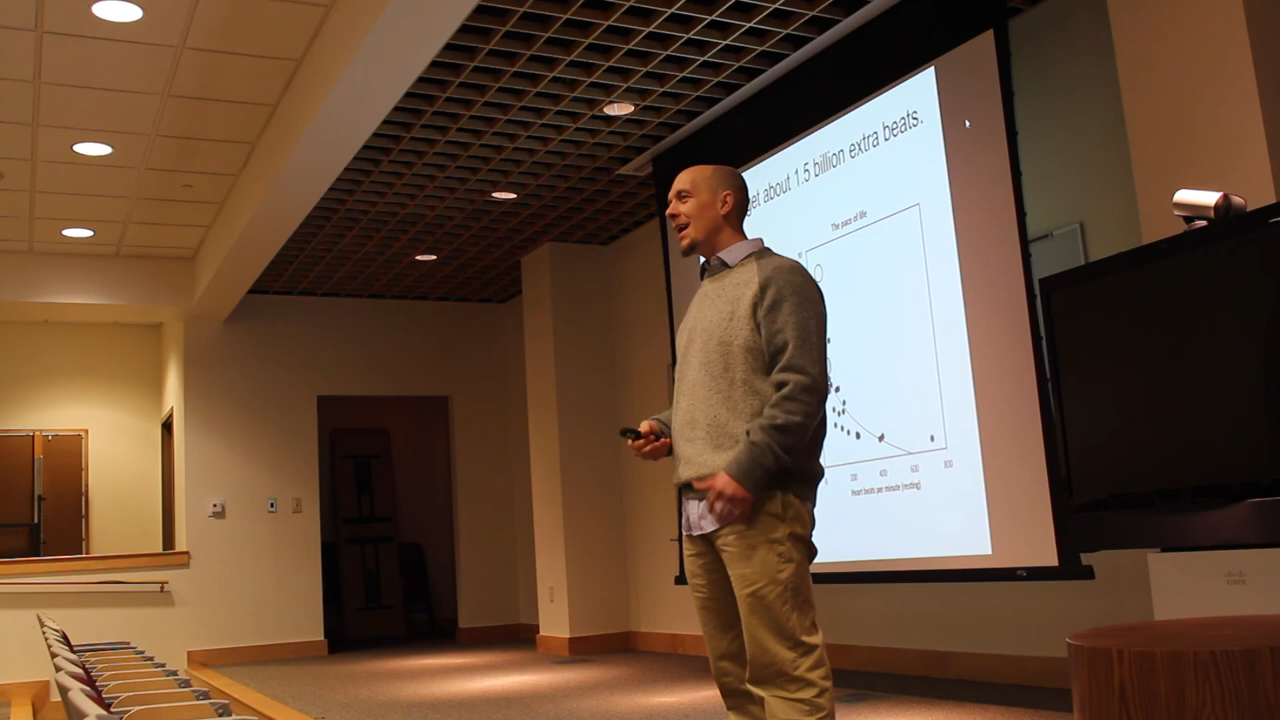 get about 1.5 billion extra beats.
The pace of life
200
400
600
800
Heart beats per minute (resting)
CISCO